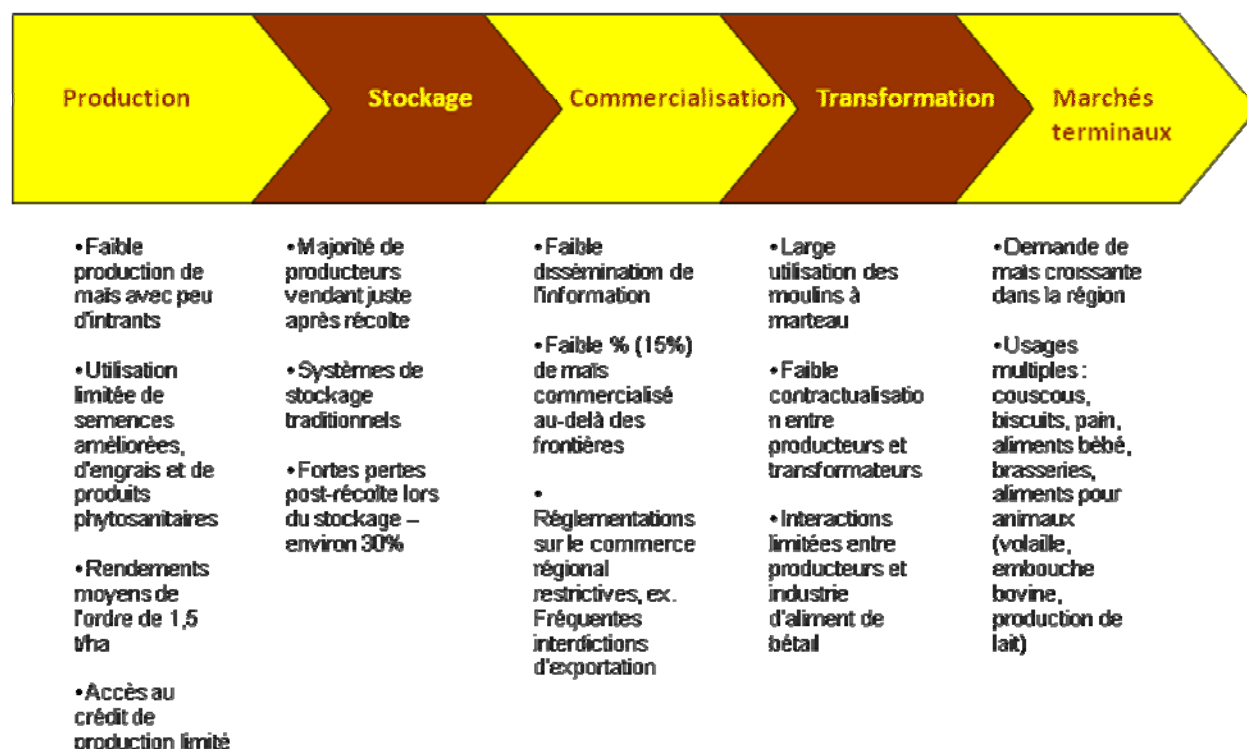 Production
Stockage
Commercialisation
Transformation
Marchés
terminaux
•Faible
production de
maïs avec peu
d'intrants
•Utilisation
limitée de
semences
améliorées,
d'engrais et de
produits
phytosanitaires
•Rendements
moyens de
l'ordre de 1,5
t/ha
•Accès au
crédit de
production limité
•Majorité de
producteurs
vendant juste
après récolte
•Systèmes de
stockage
traditionnels
•Fortes pertes
post-récolte lors
du stockage –
environ 30%
•Faible
dissémination de
l'information
•Faible % (15%)
de maïs
commercialisé
au-delà des
frontières
•
Réglementations
sur le commerce
régional
restrictives, ex.
Fréquentes
interdictions
d'exportation
•Large
utilisation des
moulins à
marteau
•Faible
contractualisatio
n entre
producteurs et
transformateurs
•Interactions
limitées entre
producteurs et
industrie
d'aliment de
bétail
•Demande de
maïs croissante
dans la région
•Usages
multiples :
couscous,
biscuits, pain,
aliments bébé,
brasseries,
aliments pour
animaux
(volaille,
embouche
bovine,
production de
lait)